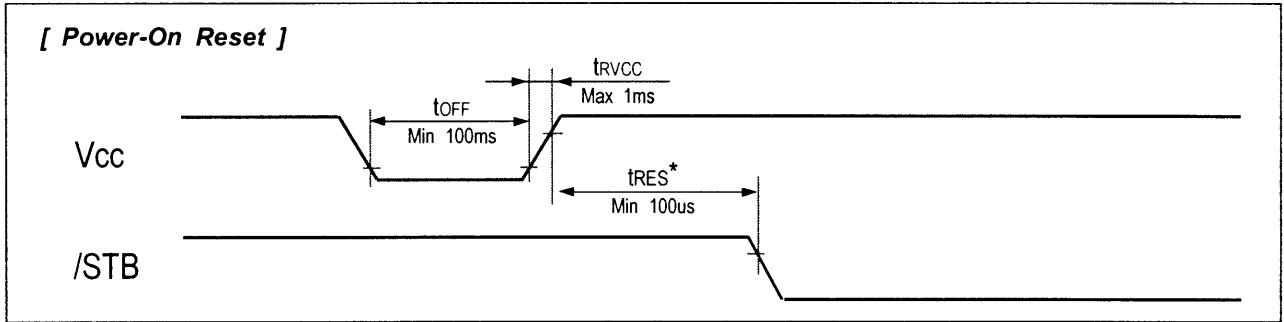 [ Power-On Reset ]
tRVCC
Max 1ms
tOFF
Min 100ms
Vcc
tRES*
Min 100us
/STB